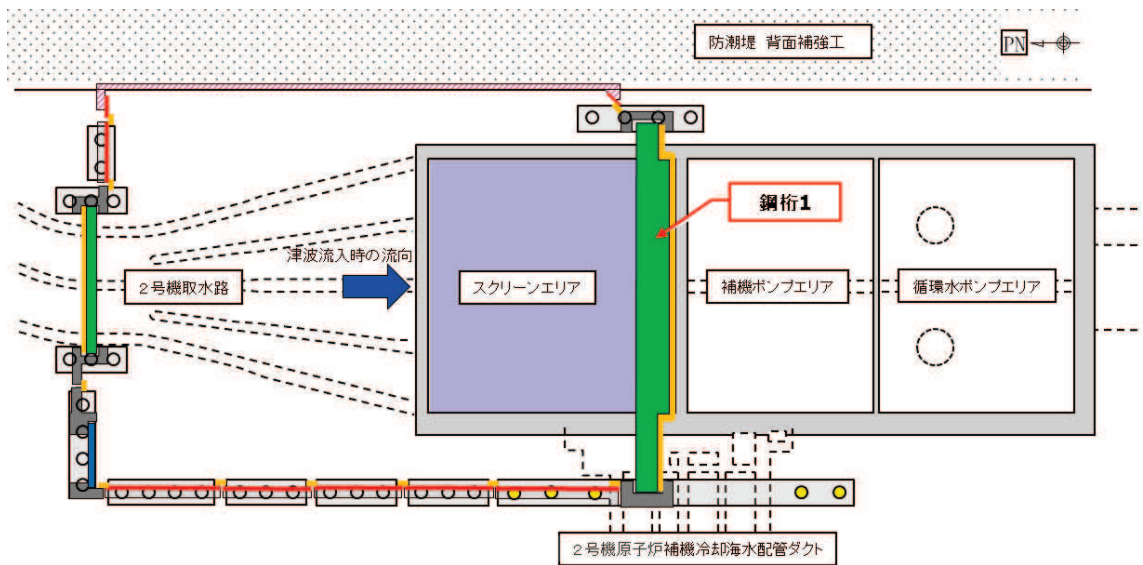 防潮堤 背面補強工
PN
鋼桁1
津波流入時の流向
2号機取水路
スクリーンエリア
補機ポンプエリア
循環水ポンプエリア
2号機原子炉補機冷却海水配管ダクト